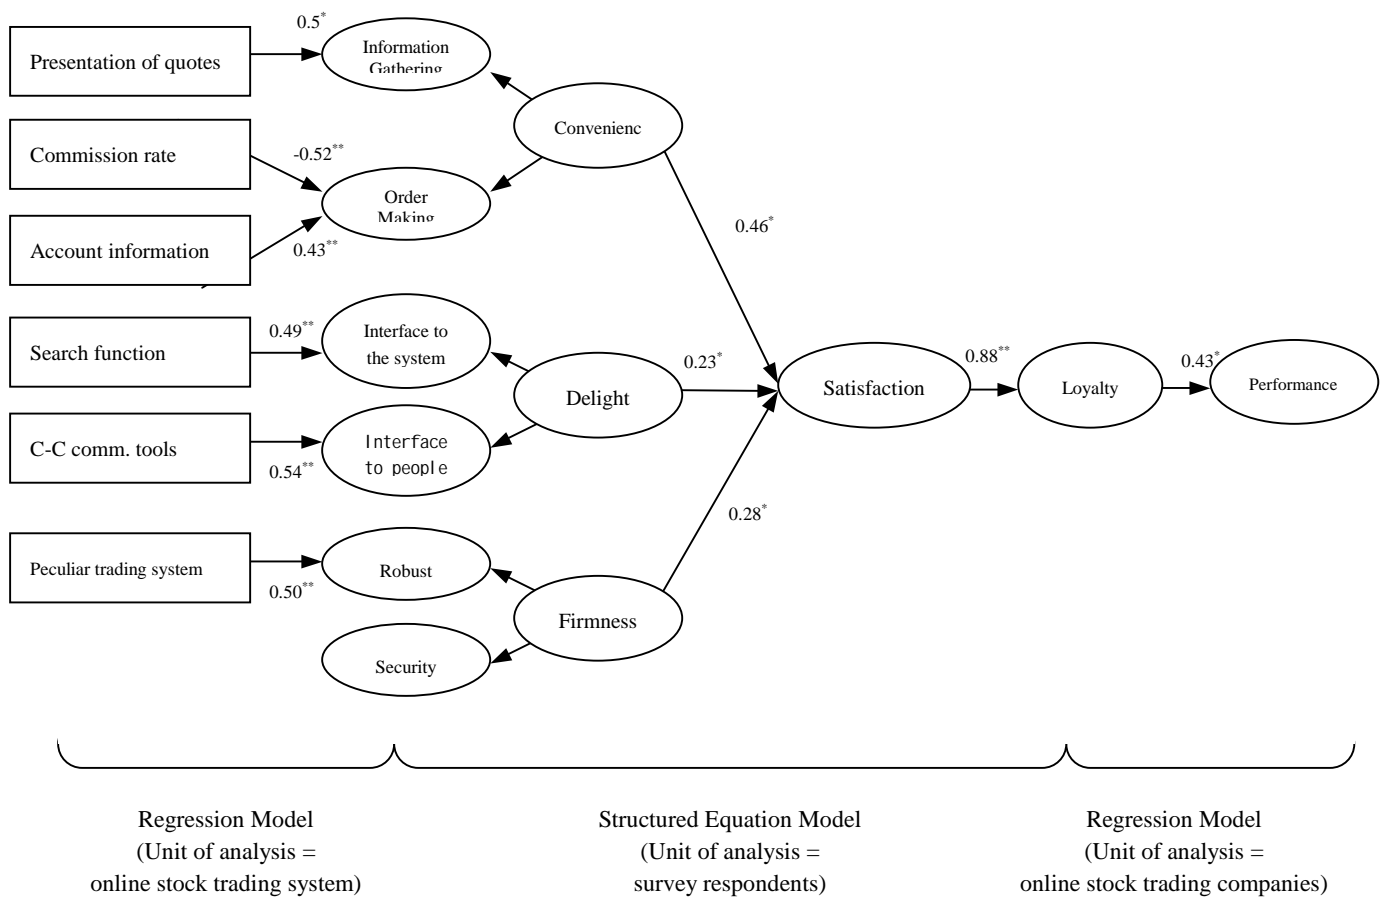 Presentation of quotes
0.5*
Information
Gathering
Convenienc
Commission rate
-0.52**
Order
Making
Account information
0.43**
0.46*
Search function
0.49**
Interface to
the system
Delight
0.23*
Satisfaction
0.88**
Loyalty
0.43*
Performance
C-C comm. tools
0.54**
Interface
to people
0.28*
Peculiar trading system
0.50**
Robust
Firmness
Security
Regression Model
(Unit of analysis =
online stock trading system)
Structured Equation Model
(Unit of analysis =
survey respondents)
Regression Model
(Unit of analysis =
online stock trading companies)